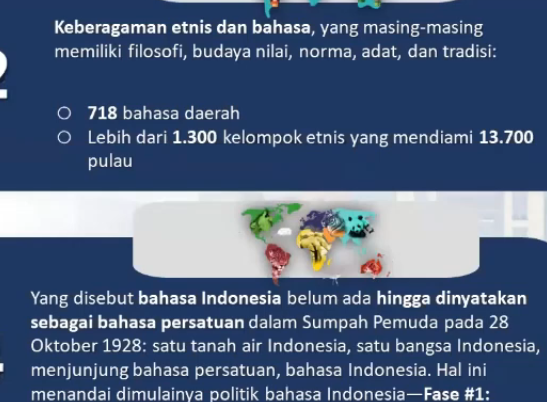 2
Keberagaman etnis dan bahasa, yang masing-masing
memiliki filosofi, budaya nilai, norma, adat, dan tradisi:
○ 718 bahasa daerah
○ Lebih dari 1.300 kelompok etnis yang mendiami 13.700
pulau
Yang disebut bahasa Indonesia belum ada hingga dinyatakan
sebagai bahasa persatuan dalam Sumpah Pemuda pada 28
Oktober 1928: satu tanah air Indonesia, satu bangsa Indonesia,
menjunjung bahasa persatuan, bahasa Indonesia. Hal ini
menandai dimulainya politik bahasa Indonesia—Fase #1: